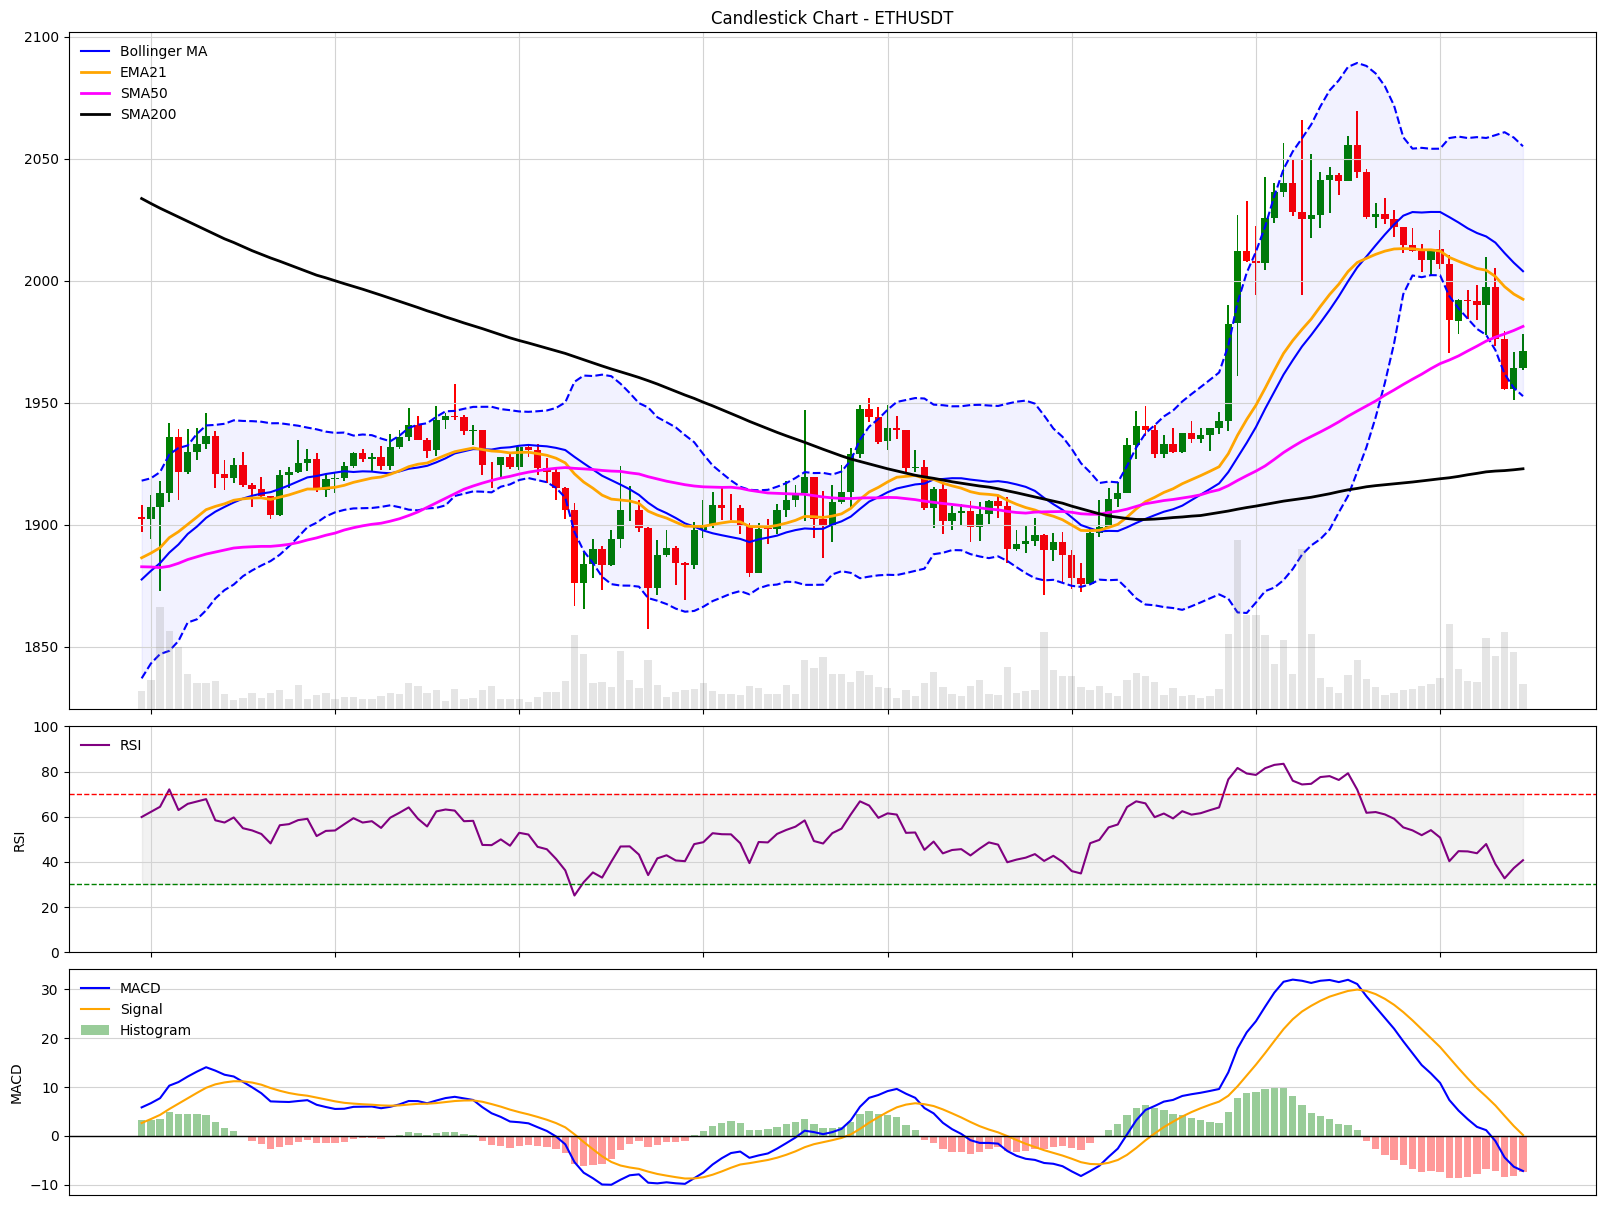 Candlestick Chart - ETHUSDT
2100
2050
2000
1950
1900
1850
Bollinger MA
EMA21
SMA50
SMA200
100
80
60
40
20
0
RSI
RSI
30
20
10
0
−10
MACD
MACD
Signal
Histogram